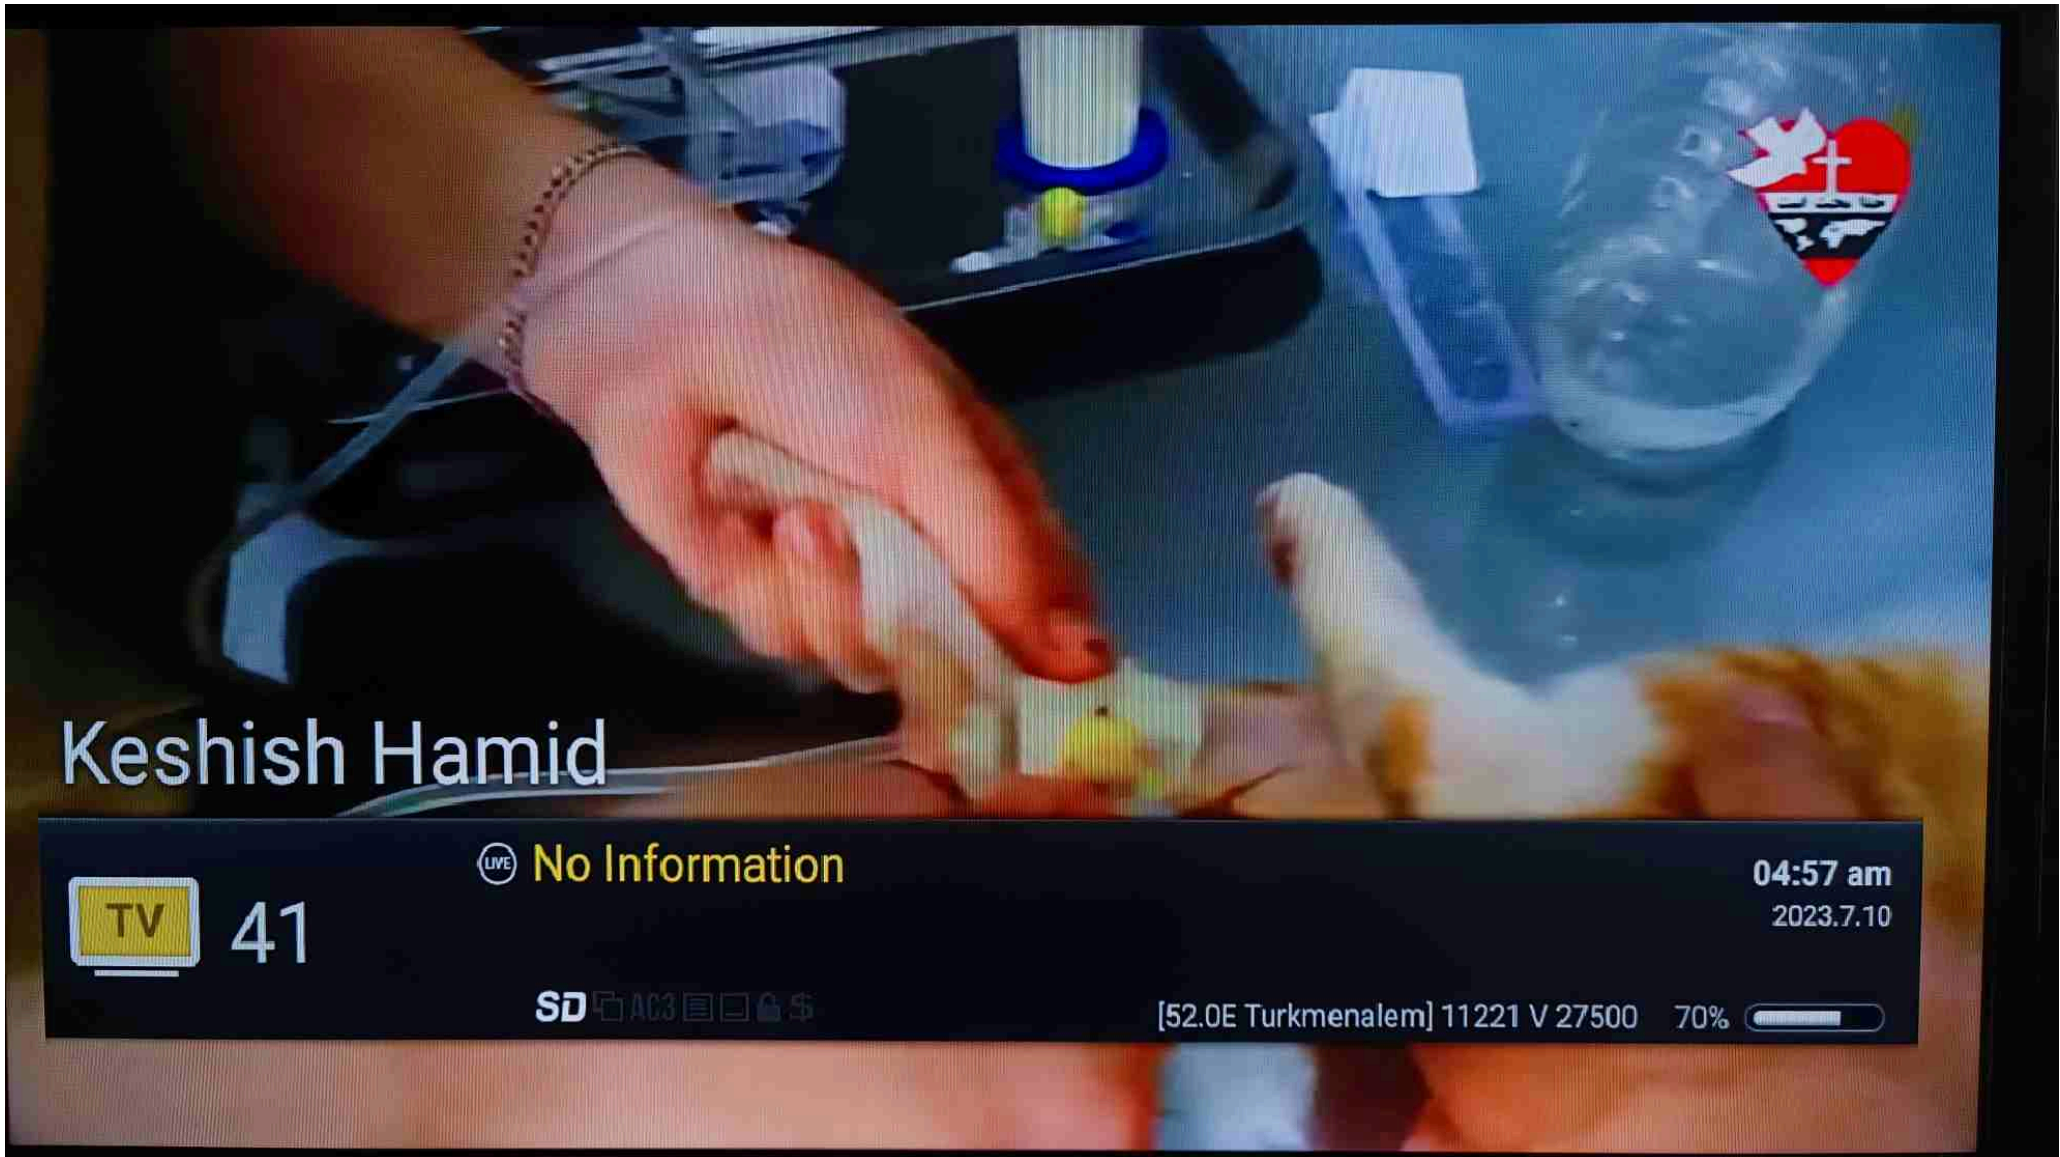 Keshish Hamid
LIVE No Information
04:57 am
2023.7.10
TV 41
SD AC3 $
[52.0E Turkmenalem] 11221 V 27500 70%